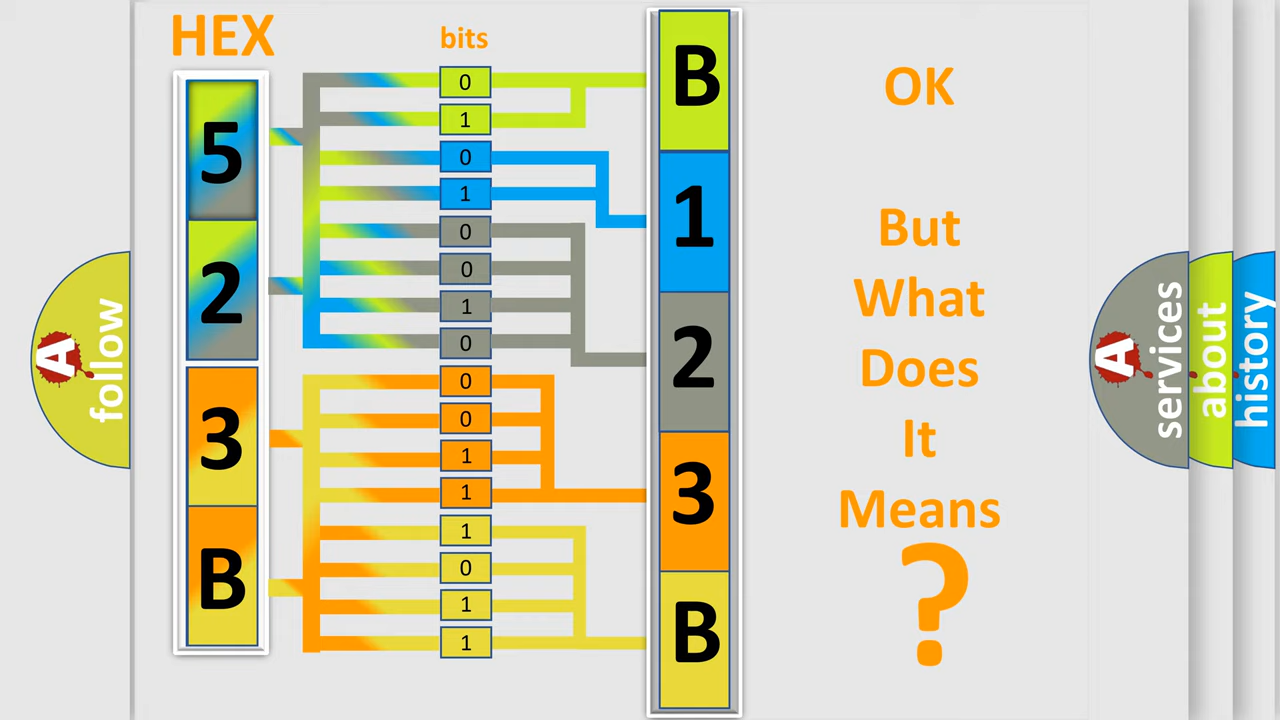 HEX
bits
5
2
3
B
0
1
0
1
0
0
1
0
0
0
1
1
1
0
1
1
B
1
2
3
B
OK
But
What
Does
It
Means
?
A
follow
A
services
about
history